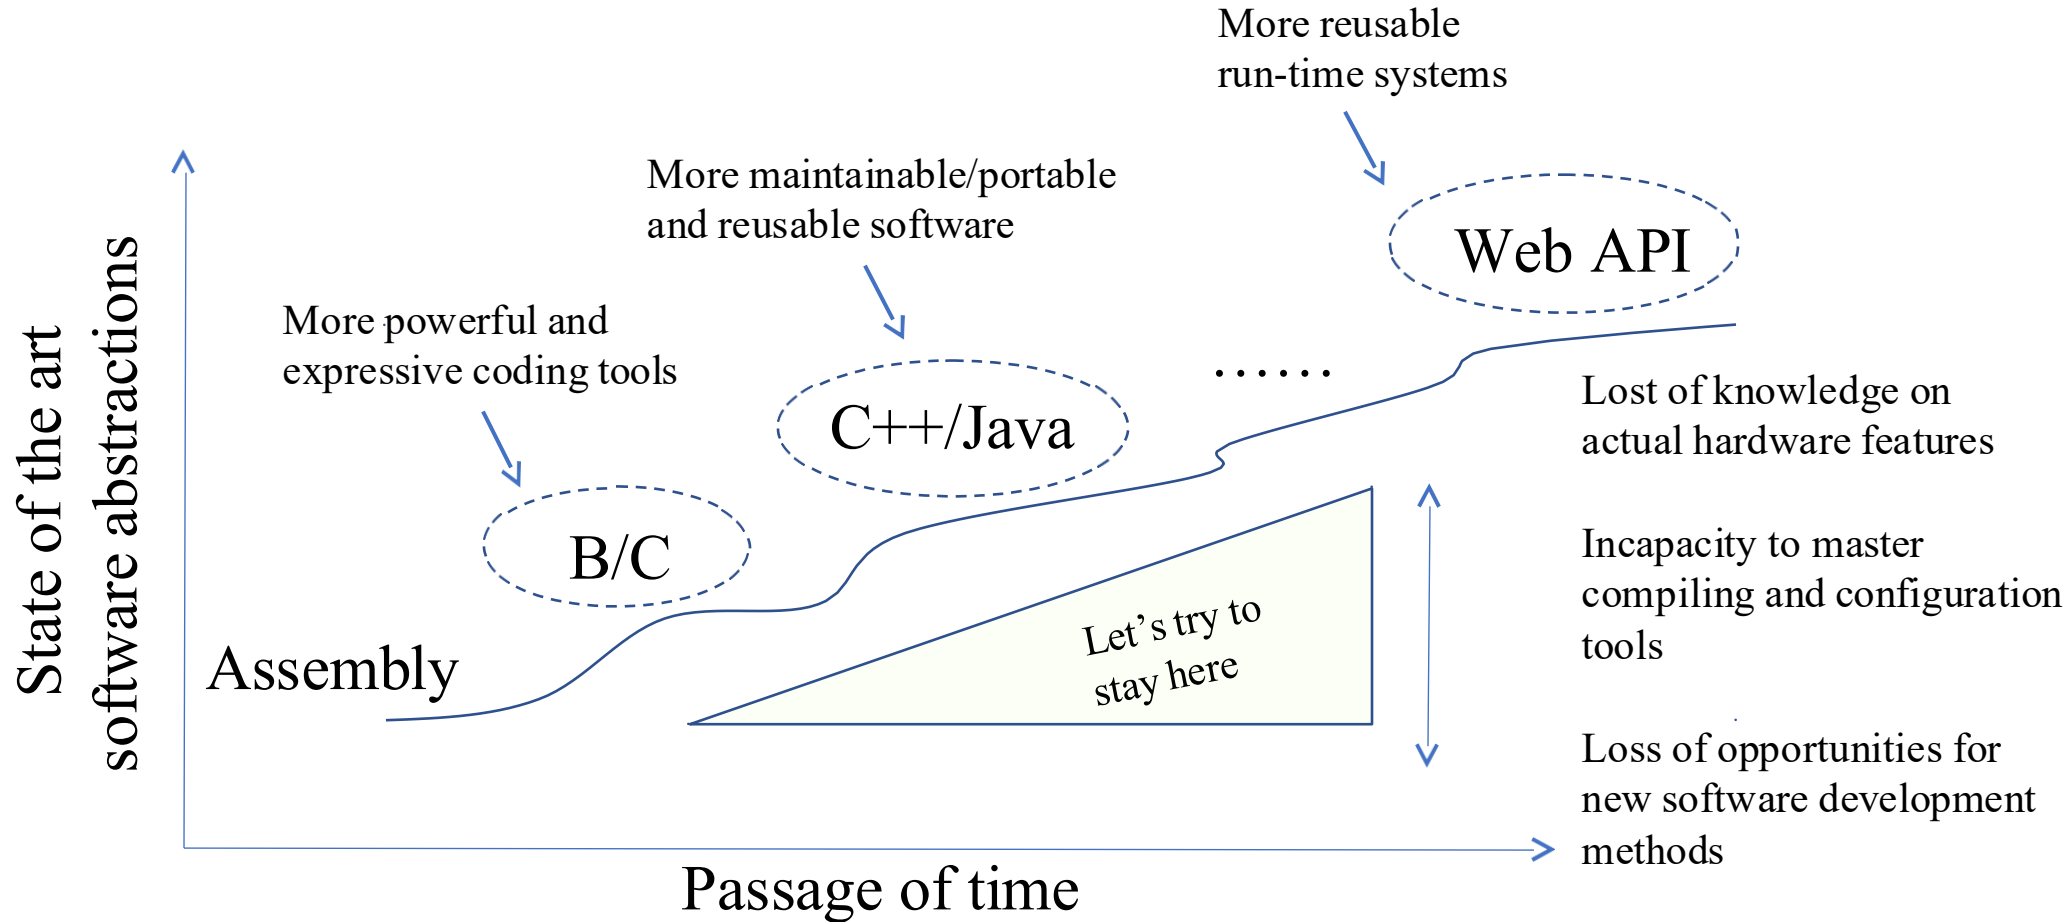 More reusable
run-time systems
More maintainable/portable
and reusable software
Web API
More powerful and
expressive coding tools
......
C++/Java
Lost of knowledge on
actual hardware features
B/C
Incapacity to master
compiling and configuration
tools
Let's try to
stay here
Assembly
Loss of opportunities for
new software development
methods
State of the art
software abstractions
Passage of time